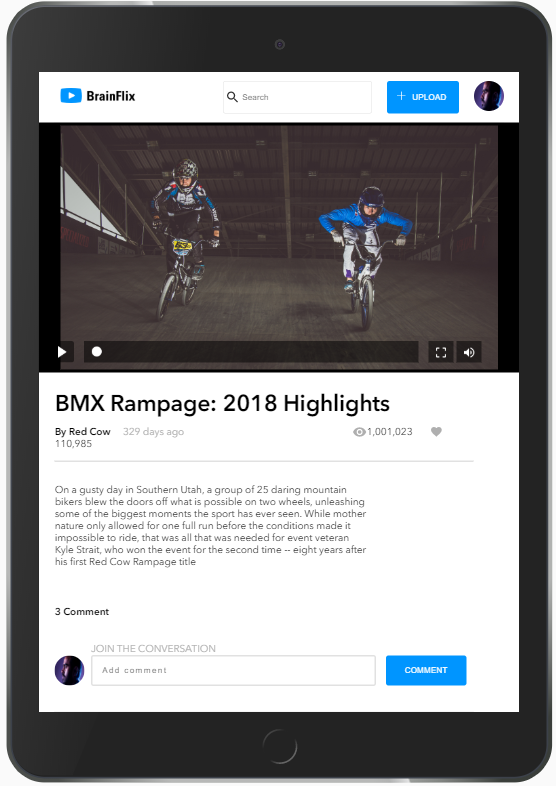 BrainFlix
Search
+ UPLOAD
BMX Rampage: 2018 Highlights
By Red Cow 329 days ago 1,001,023
110,985
On a gusty day in Southern Utah, a group of 25 daring mountain
bikers blew the doors off what is possible on two wheels, unleashing
some of the biggest moments the sport has ever seen. While mother
nature only allowed for one full run before the conditions made it
impossible to ride, that was all that was needed for event veteran
Kyle Strait, who won the event for the second time -- eight years after
his first Red Cow Rampage title
3 Comment
JOIN THE CONVERSATION
Add comment
COMMENT